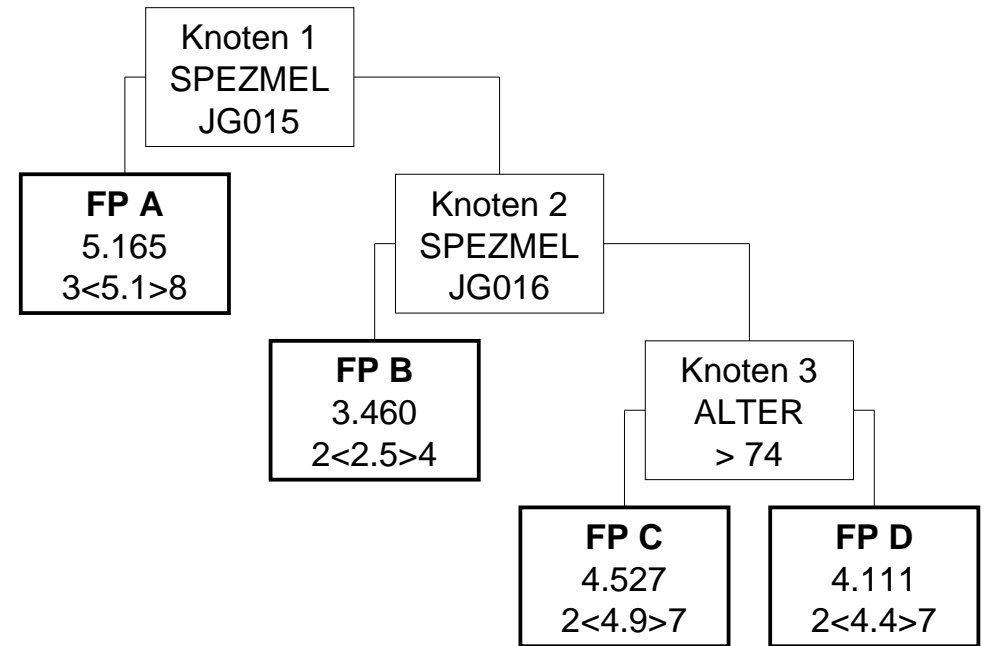 Knoten 1
SPEZMEL
JG015
FP A
5.165
3<5.1>8
Knoten 2
SPEZMEL
JG016
FP B
3.460
2<2.5>4
Knoten 3
ALTER
> 74
FP C
4.527
2<4.9>7
FP D
4.111
2<4.4>7